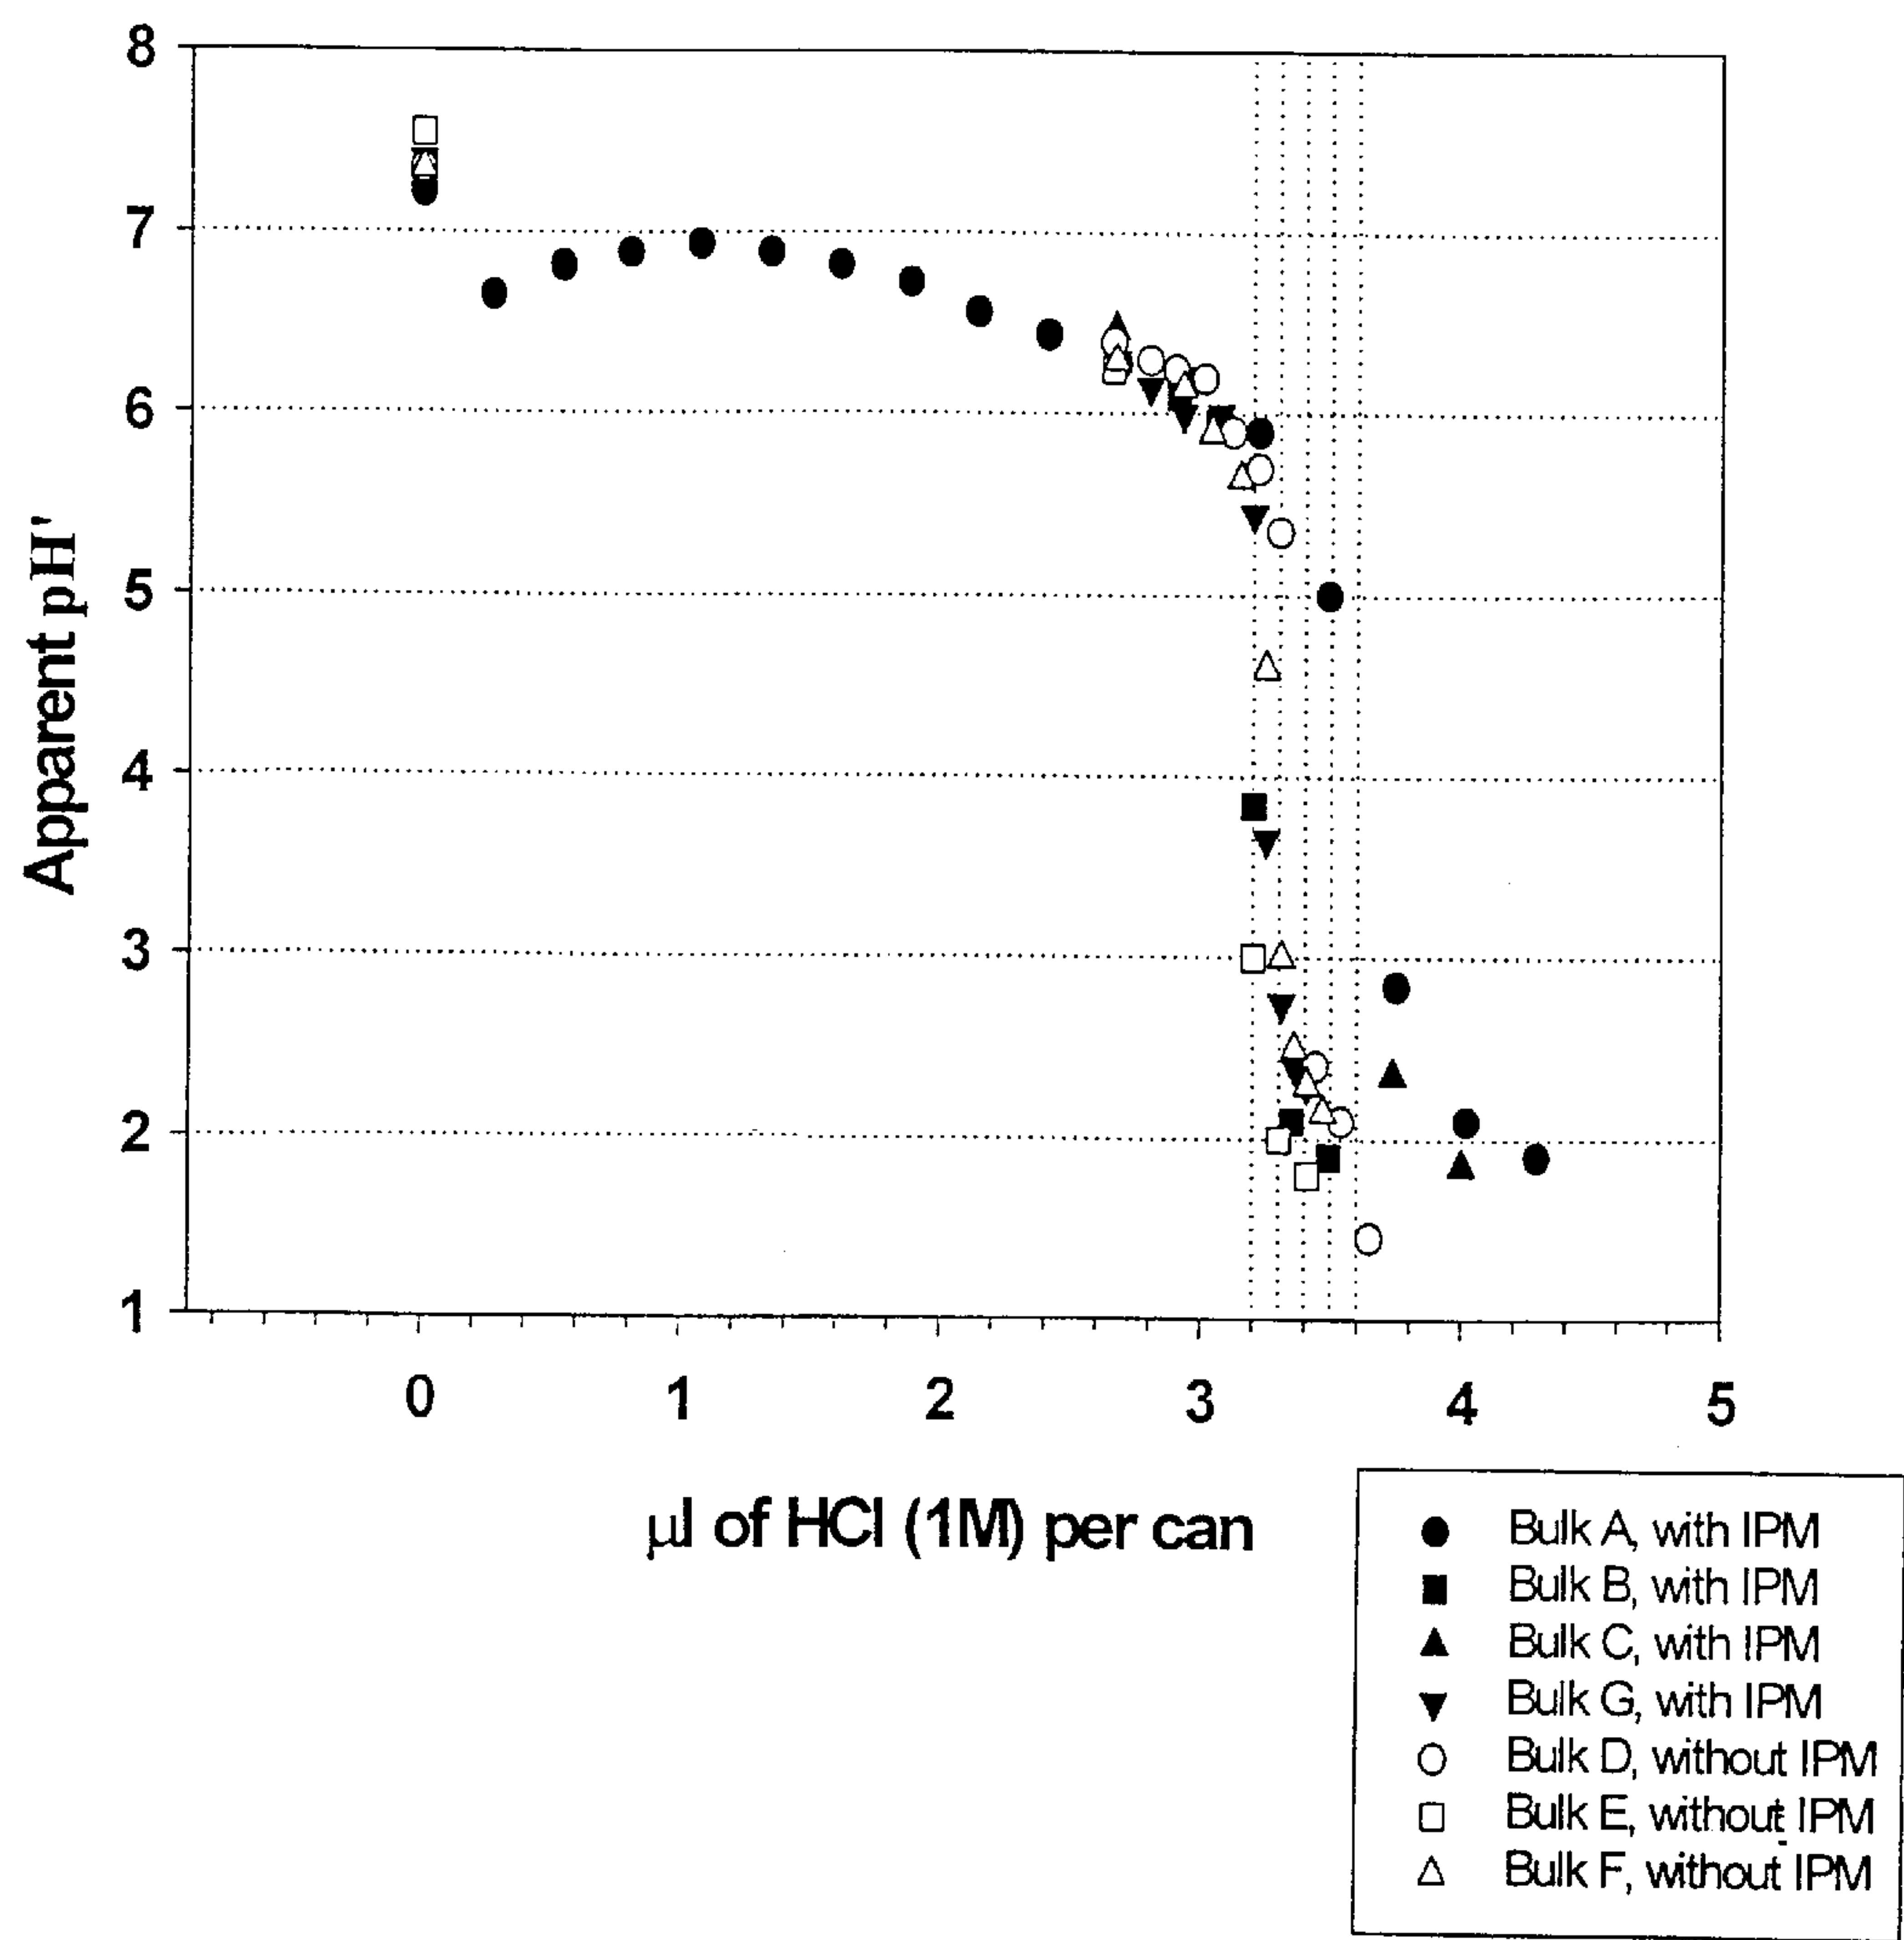 8
7
6
5
4
3
2
1
Apparent pH'
0 1 2 3 4 5
µl of HCl (1M) per can
Bulk A, with IPM
Bulk B, with IPM
Bulk C, with IPM
Bulk G, with IPM
Bulk D, without IPM
Bulk E, without IPM
Bulk F, without IPM